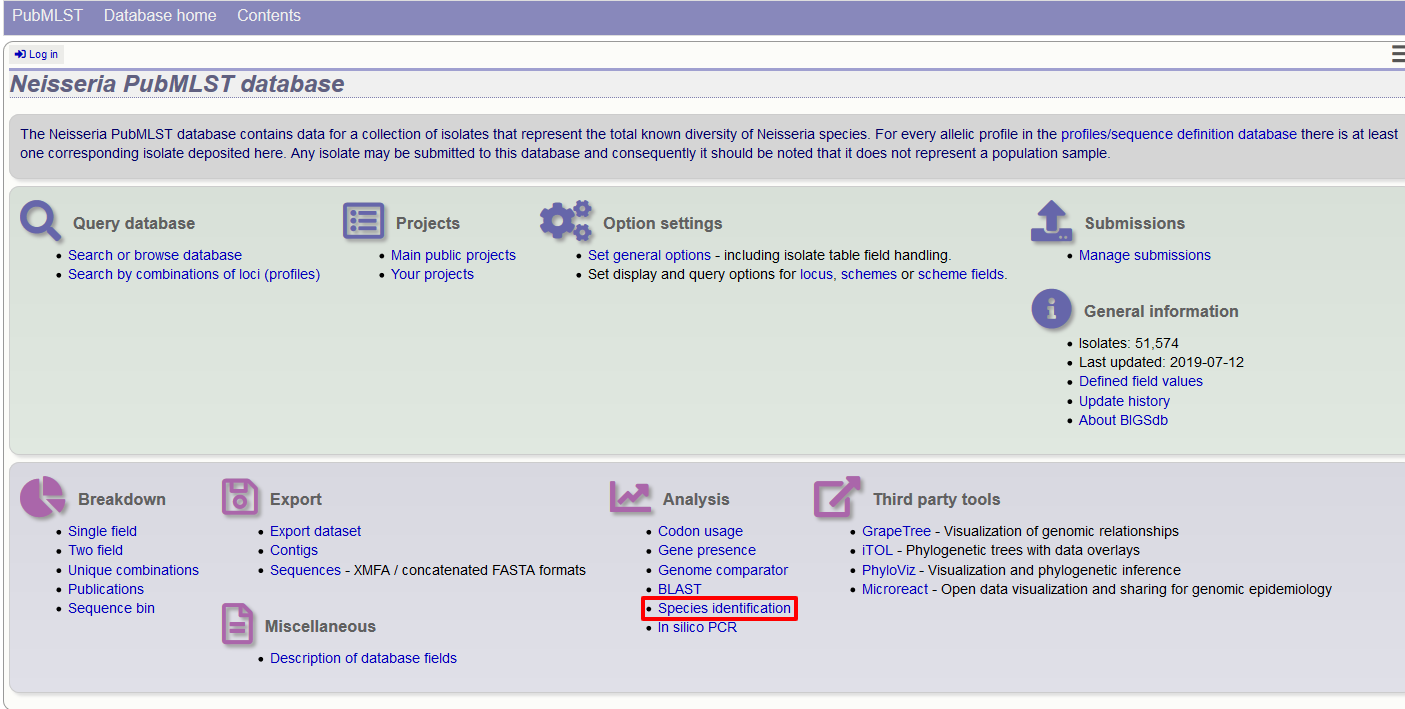 PubMLST Database home Contents
Log in
Neisseria PubMLST database
The Neisseria PubMLST database contains data for a collection of isolates that represent the total known diversity of Neisseria species. For every allelic profile in the profiles/sequence definition database there is at least
one corresponding isolate deposited here. Any isolate may be submitted to this database and consequently it should be noted that it does not represent a population sample.
Query database
Search or browse database
Search by combinations of loci (profiles)
Projects
Main public projects
Your projects
Option settings
Set general options - including isolate table field handling.
Set display and query options for locus, schemes or scheme fields.
Submissions
Manage submissions
General information
Isolates: 51,574
Last updated: 2019-07-12
Defined field values
Update history
About BIGSdb
Breakdown
Single field
Two field
Unique combinations
Publications
Sequence bin
Export
Export dataset
Contigs
Sequences - XMFA / concatenated FASTA formats
Miscellaneous
Description of database fields
Analysis
Codon usage
Gene presence
Genome comparator
BLAST
Species identification
In silico PCR
Third party tools
GrapeTree - Visualization of genomic relationships
iTOL - Phylogenetic trees with data overlays
PhyloViz - Visualization and phylogenetic inference
Microreact - Open data visualization and sharing for genomic epidemiology